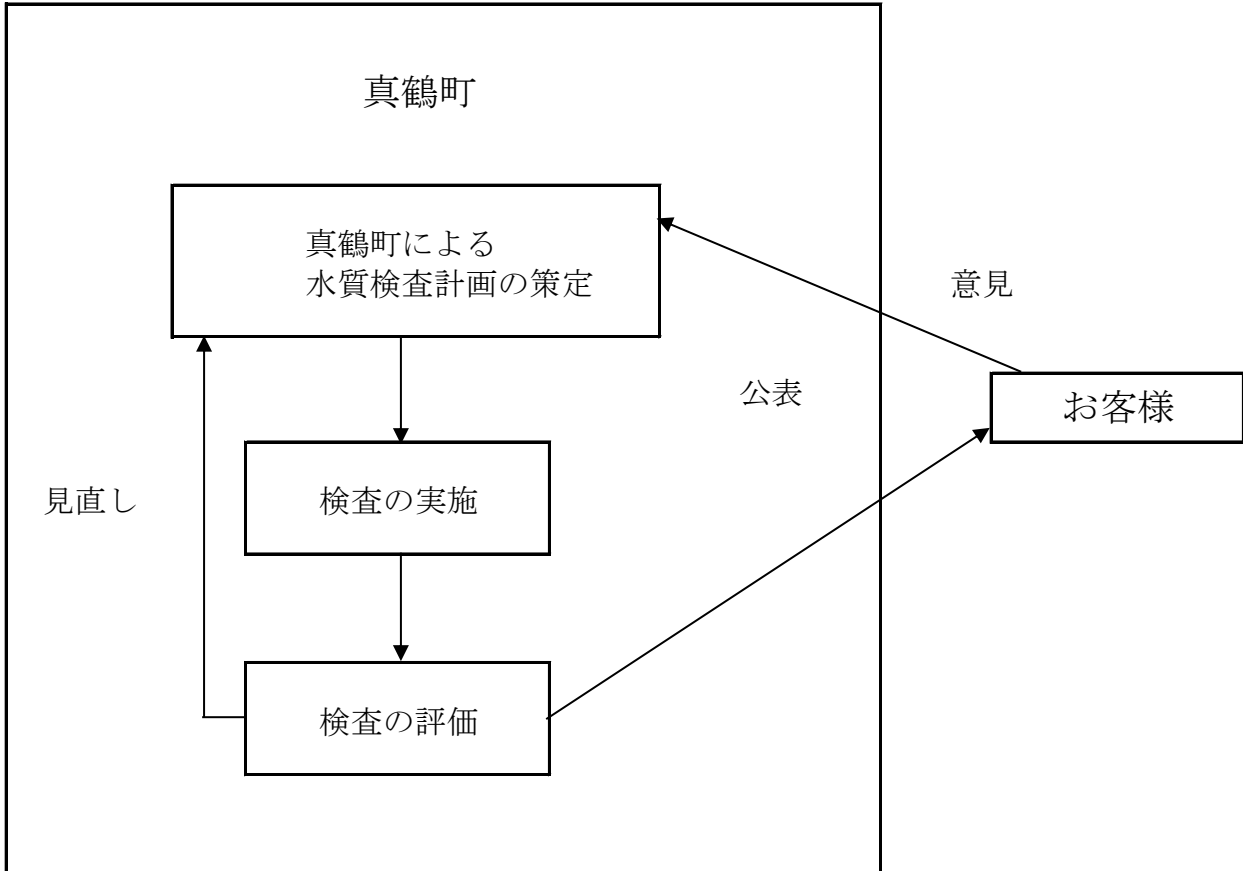 真鶴町
真鶴町による
水質検査計画の策定
意見
公表
お客様
見直し
検査の実施
検査の評価